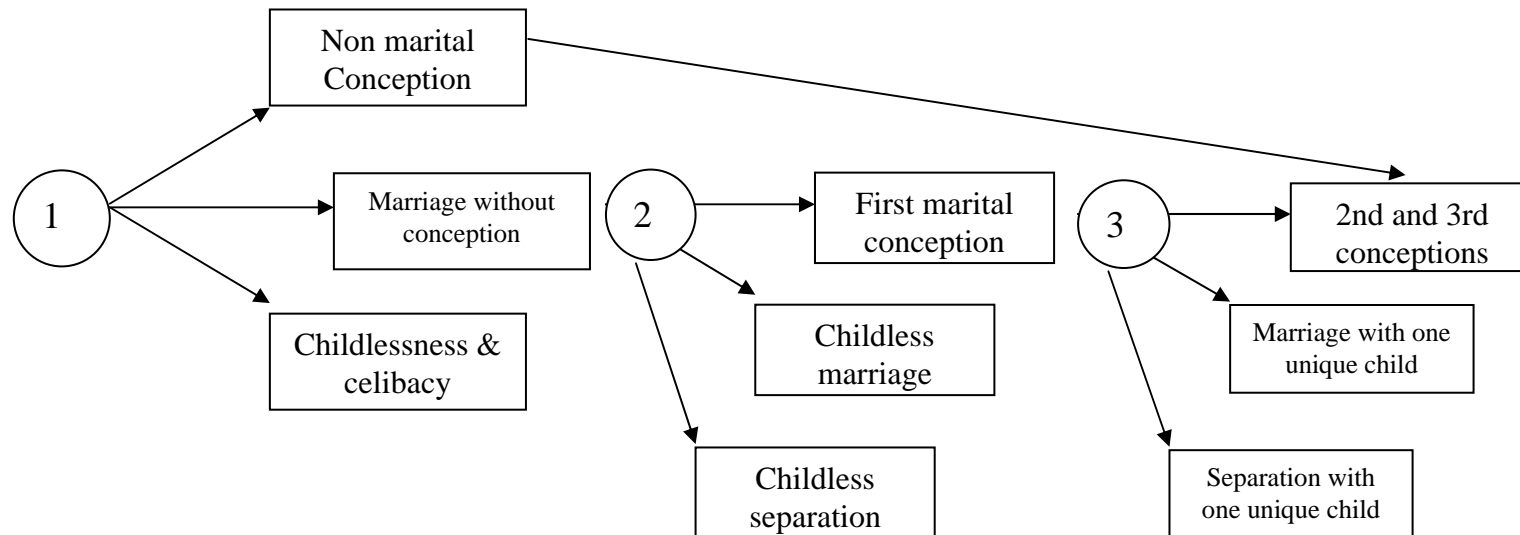 Non marital
Conception
1
Marriage without
conception
Childlessness &
celibacy
2
First marital
conception
Childless
marriage
Childless
separation
3
2nd and 3rd
conceptions
Marriage with one
unique child
Separation with
one unique child